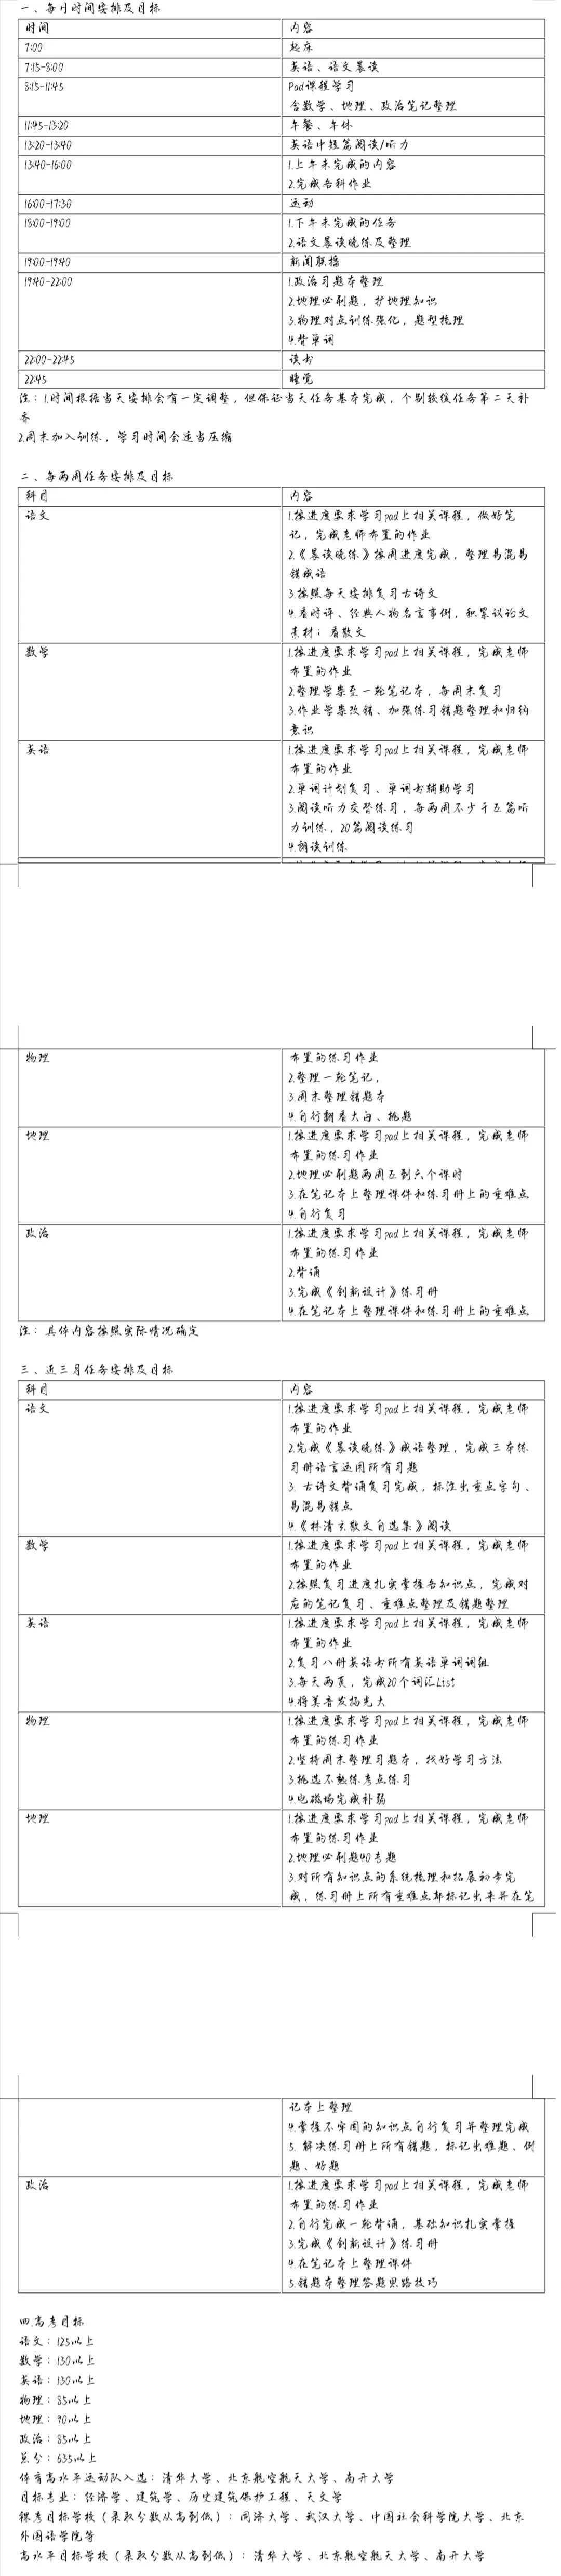 一、每日时间安排及目标
时间 内容
7:00 起床
7:15-8:00 英语、语文晨读
8:15-11:45 Pad课程学习
含数学、地理、政治笔记整理
11:45-13:20 午餐、午休
13:20-13:40 英语中短篇阅读/听力
13:40-16:00 1.上午未完成的内容
2.完成各科作业
16:00-17:30 运动
18:00-19:00 1.下午未完成的任务
2.语文晨读晚练及整理
19:00-19:40 新闻联播
19:40-22:00 1.政治习题本整理
2.地理必刷题，扩地理知识
3.物理对点训练强化，题型梳理
4.背单词
22:00-22:45 读书
22:45 睡觉
注：1.时间根据当天安排会有一定调整，但保证当天任务基本完成，个别较缓任务第二天补
齐
2.周末加入训练，学习时间会适当压缩
二、每两周任务安排及目标
科目 内容
语文 1.按进度需求学习pad上相关课程，做好笔
记，完成老师布置的作业
2.《晨读晚练》按周进度完成，整理易混易
错成语
3.按照每天安排复习古诗文
4.看时评、经典人物名言事例，积累议论文
素材；看散文
数学 1.按进度需求学习pad上相关课程，完成老师
布置的作业
2.整理学案至一轮笔记本，每周末复习
3.作业学案改错、加强练习错题整理和归纳
意识
英语 1.按进度需求学习pad上相关课程，完成老师
布置的作业
2.单词计划复习、单词书辅助学习
3.阅读听力交替练习，每两周不少于五篇听
力训练，20篇阅读练习
4.朗读训练
物理 布置的练习作业
2.整理一轮笔记，
3.周末整理错题本
4.自行翻看大白、挑题
地理 1.按进度需求学习pad上相关课程，完成老师
布置的练习作业
2.地理必刷题两周五到六个课时
3.在笔记本上整理课件和练习册上的重难点
4.自行复习
政治 1.按进度需求学习pad上相关课程，完成老师
布置的练习作业
2.背诵
3.完成《创新设计》练习册
4.在笔记本上整理课件和练习册上的重难点
注：具体内容按照实际情况确定
三、近三月任务安排及目标
科目 内容
语文 1.按进度需求学习pad上相关课程，完成老师
布置的作业
2.完成《晨读晚练》成语整理，完成三本练
习册语言运用所有习题
3. 古诗文背诵复习完成，标注出重点字句、
易混易错点
4.《林清玄散文自选集》阅读
数学 1.按进度需求学习pad上相关课程，完成老师
布置的作业
2.按照复习进度扎实掌握各知识点，完成对
应的笔记复习、重难点整理及错题整理
英语 1.按进度需求学习pad上相关课程，完成老师
布置的作业
2.复习八册英语书所有英语单词词组
3.每天两页，完成20个词汇List
4.将美音发扬光大
物理 1.按进度需求学习pad上相关课程，完成老师
布置的练习作业
2.坚持周末整理习题本，找好学习方法
3.挑选不熟练考点练习
4.电磁场完成补弱
地理 1.按进度需求学习pad上相关课程，完成老师
布置的练习作业
2.地理必刷题40老题
3.对所有知识点的系统梳理和拓展初步完
成，练习册上所有重难点都标记出来并在笔
记本上整理
4.掌握不牢固的知识点自行复习并整理完成
5. 解决练习册上所有错题，标记出难题、例
题、好题
政治 1.按进度需求学习pad上相关课程，完成老师
布置的练习作业
2.自行完成一轮背诵，基础知识扎实掌握
3.完成《创新设计》练习册
4.在笔记本上整理课件
5.错题本整理答题思路技巧
四.高考目标
语文：125以上
数学：130以上
英语：130以上
物理：85以上
地理：90以上
政治：85以上
总分：635以上
体育高水平运动队入选：清华大学、北京航空航天大学、南开大学
目标专业：经济学、建筑学、历史建筑保护工程、天文学
裸考目标学校（录取分数从高到低）：同济大学、武汉大学、中国社会科学院大学、北京
外国语学院等
高水平目标学校（录取分数从高到低）：清华大学、北京航空航天大学、南开大学